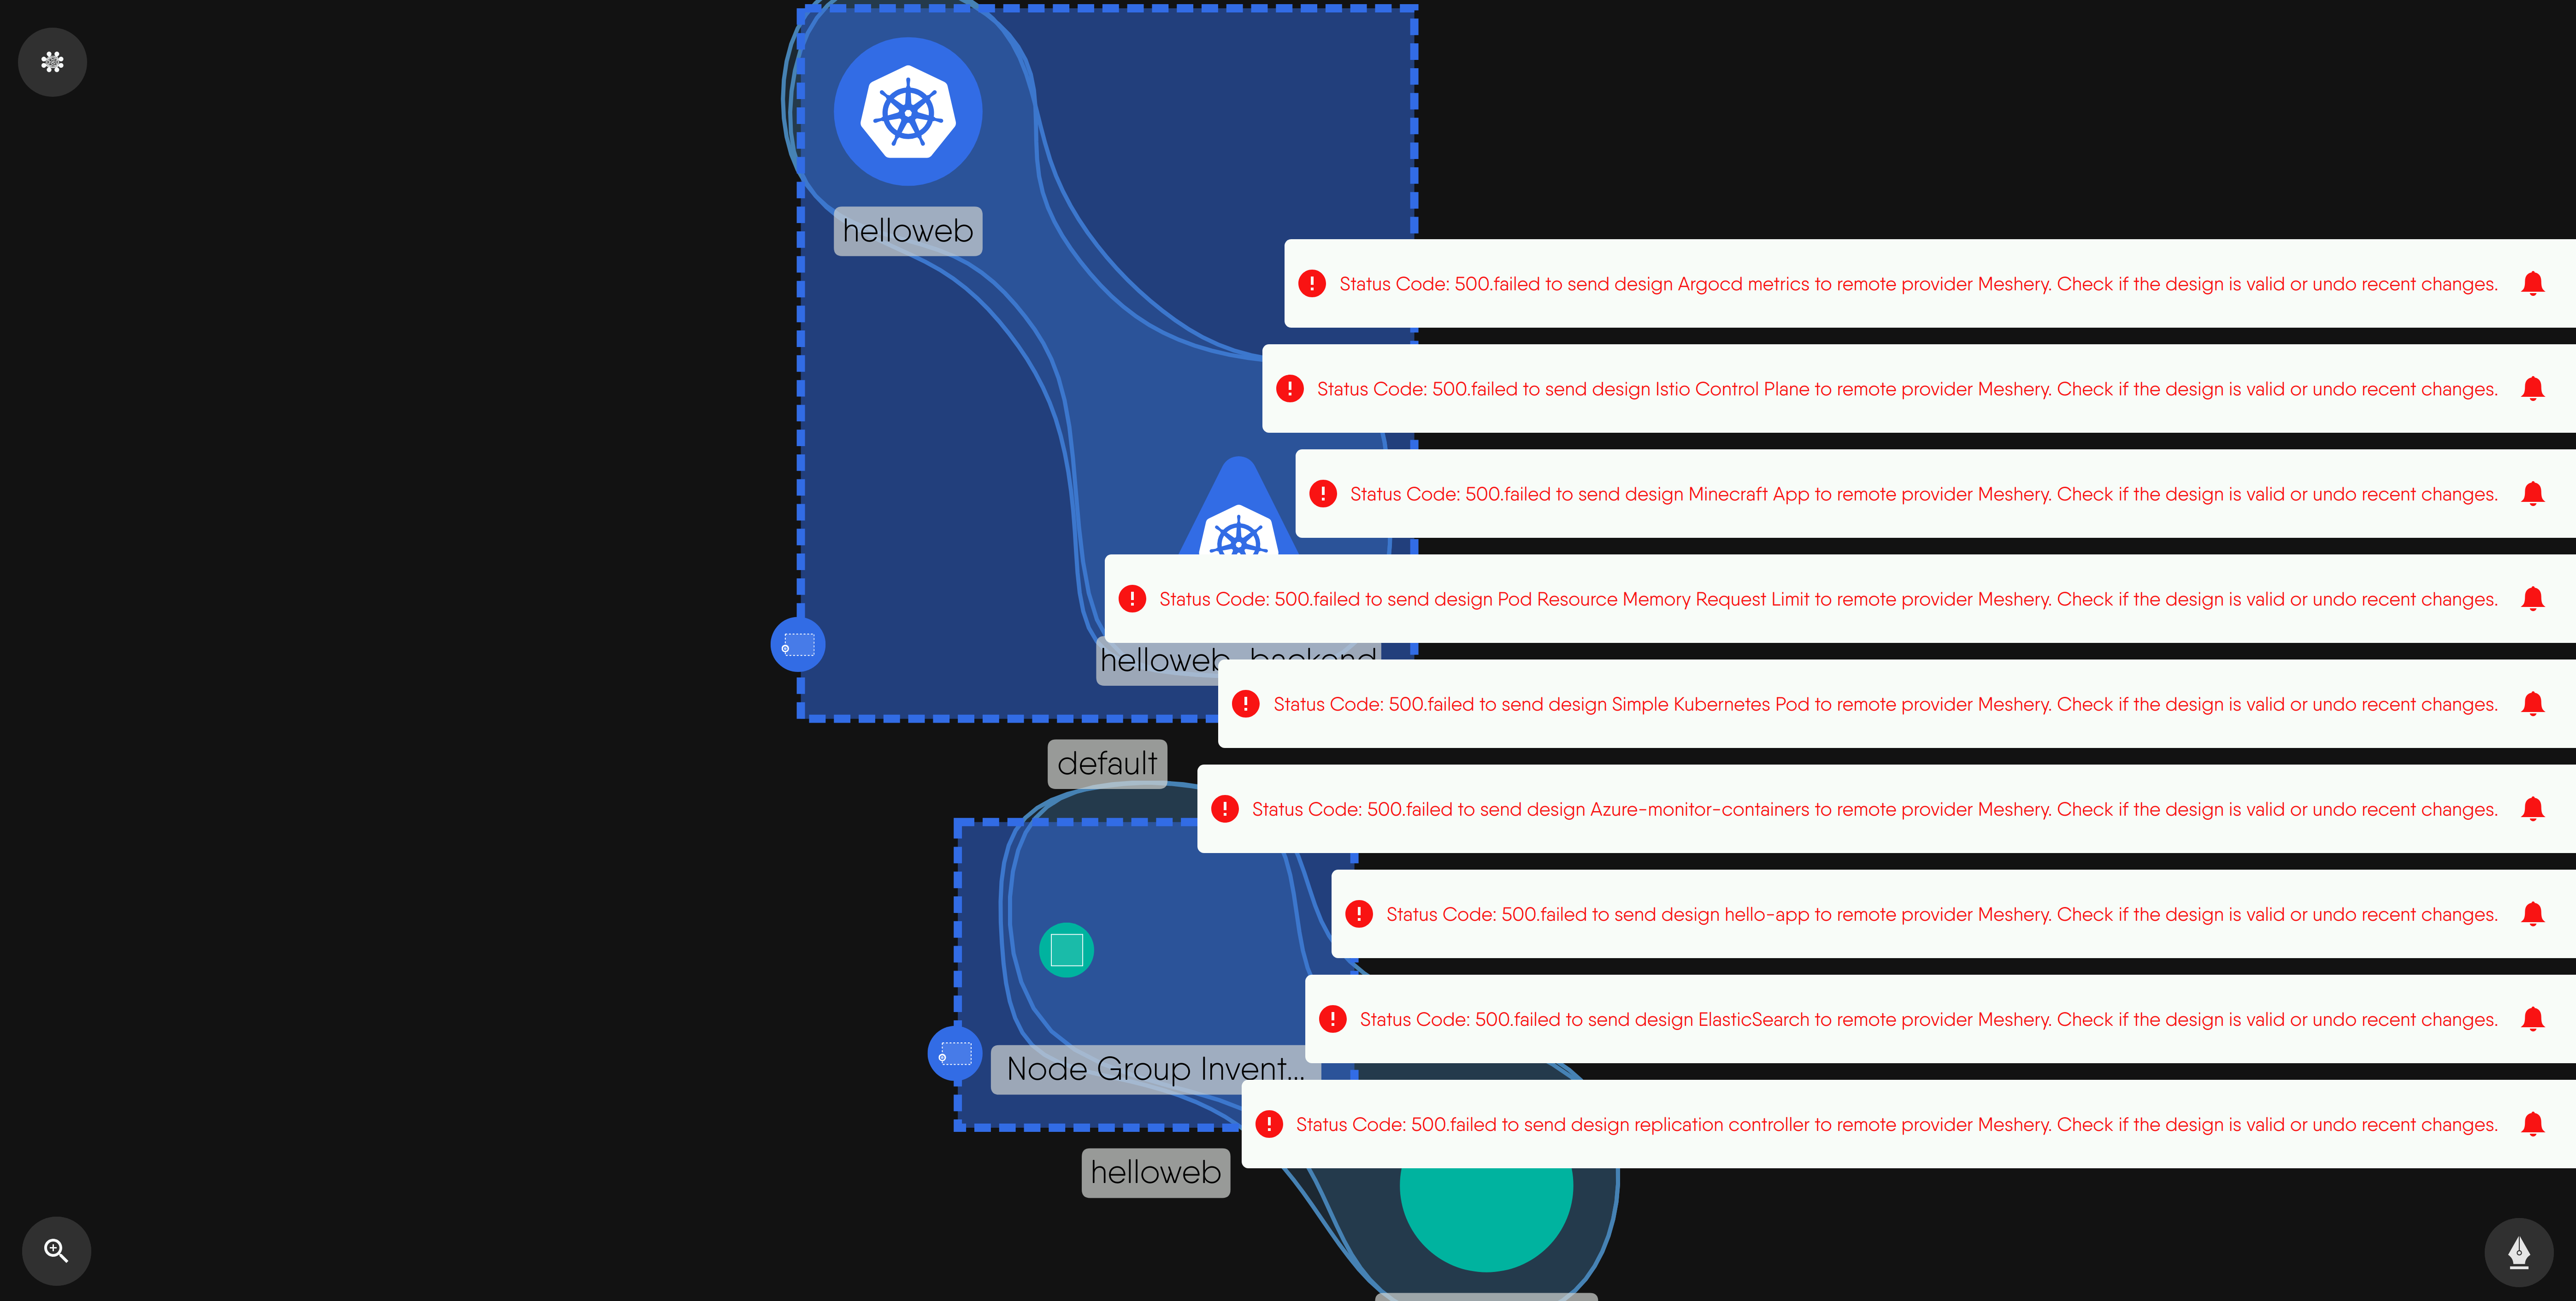 helloweb
Status Code: 500.failed to send design Argocd metrics to remote provider Meshery. Check if the design is valid or undo recent changes.
Status Code: 500.failed to send design Istio Control Plane to remote provider Meshery. Check if the design is valid or undo recent changes.
Status Code: 500.failed to send design Minecraft App to remote provider Meshery. Check if the design is valid or undo recent changes.
Status Code: 500.failed to send design Pod Resource Memory Request Limit to remote provider Meshery. Check if the design is valid or undo recent changes.
helloweb-backend
Status Code: 500.failed to send design Simple Kubernetes Pod to remote provider Meshery. Check if the design is valid or undo recent changes.
default
Status Code: 500.failed to send design Azure-monitor-containers to remote provider Meshery. Check if the design is valid or undo recent changes.
Status Code: 500.failed to send design hello-app to remote provider Meshery. Check if the design is valid or undo recent changes.
Status Code: 500.failed to send design ElasticSearch to remote provider Meshery. Check if the design is valid or undo recent changes.
Node Group Invent...
Status Code: 500.failed to send design replication controller to remote provider Meshery. Check if the design is valid or undo recent changes.
helloweb